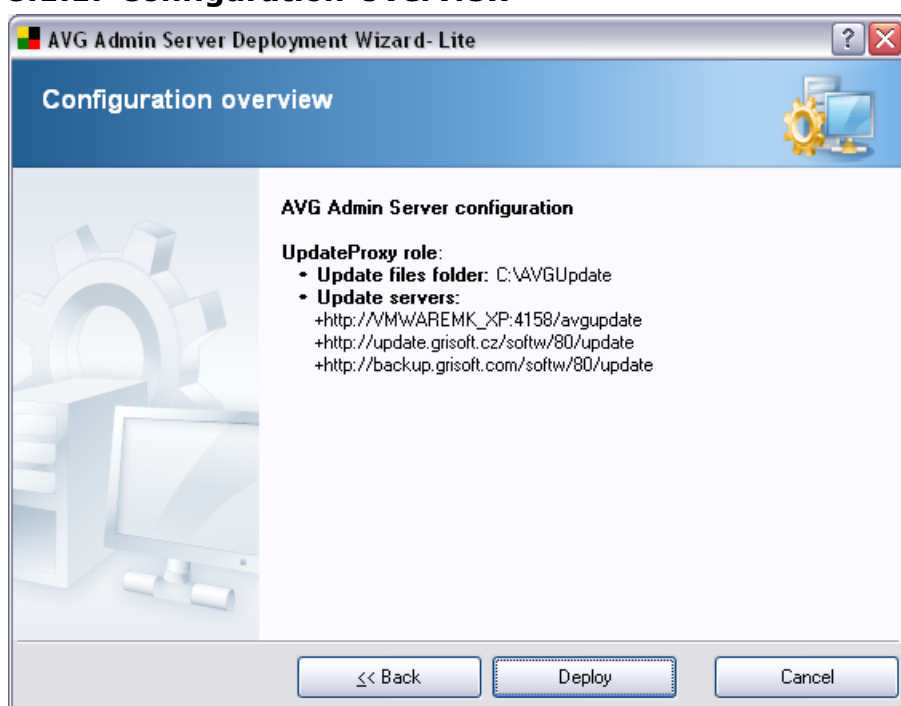 AVG Admin Server Deployment Wizard- Lite
Configuration overview
AVG Admin Server configuration
UpdateProxy role:
• Update files folder: C:\AVGUpdate
• Update servers:
+http://VMWAREMK_XP:4158/avgupdate
+http://update.grisoft.cz/softw/80/update
+http://backup.grisoft.com/softw/80/update
<< Back
Deploy
Cancel